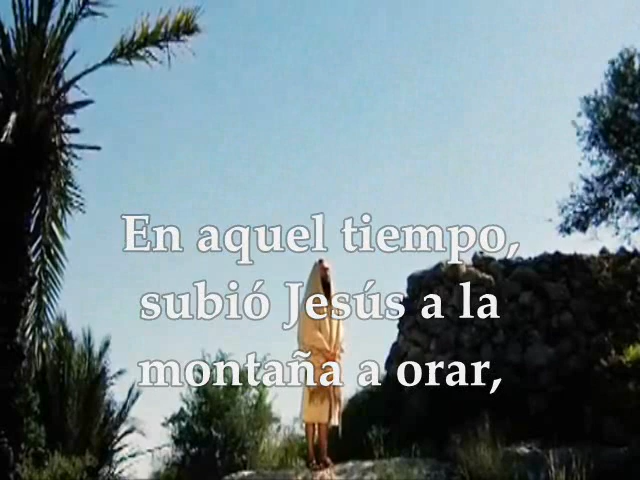 En aquel tiempo,
subió Jesús a la
montaña a orar,